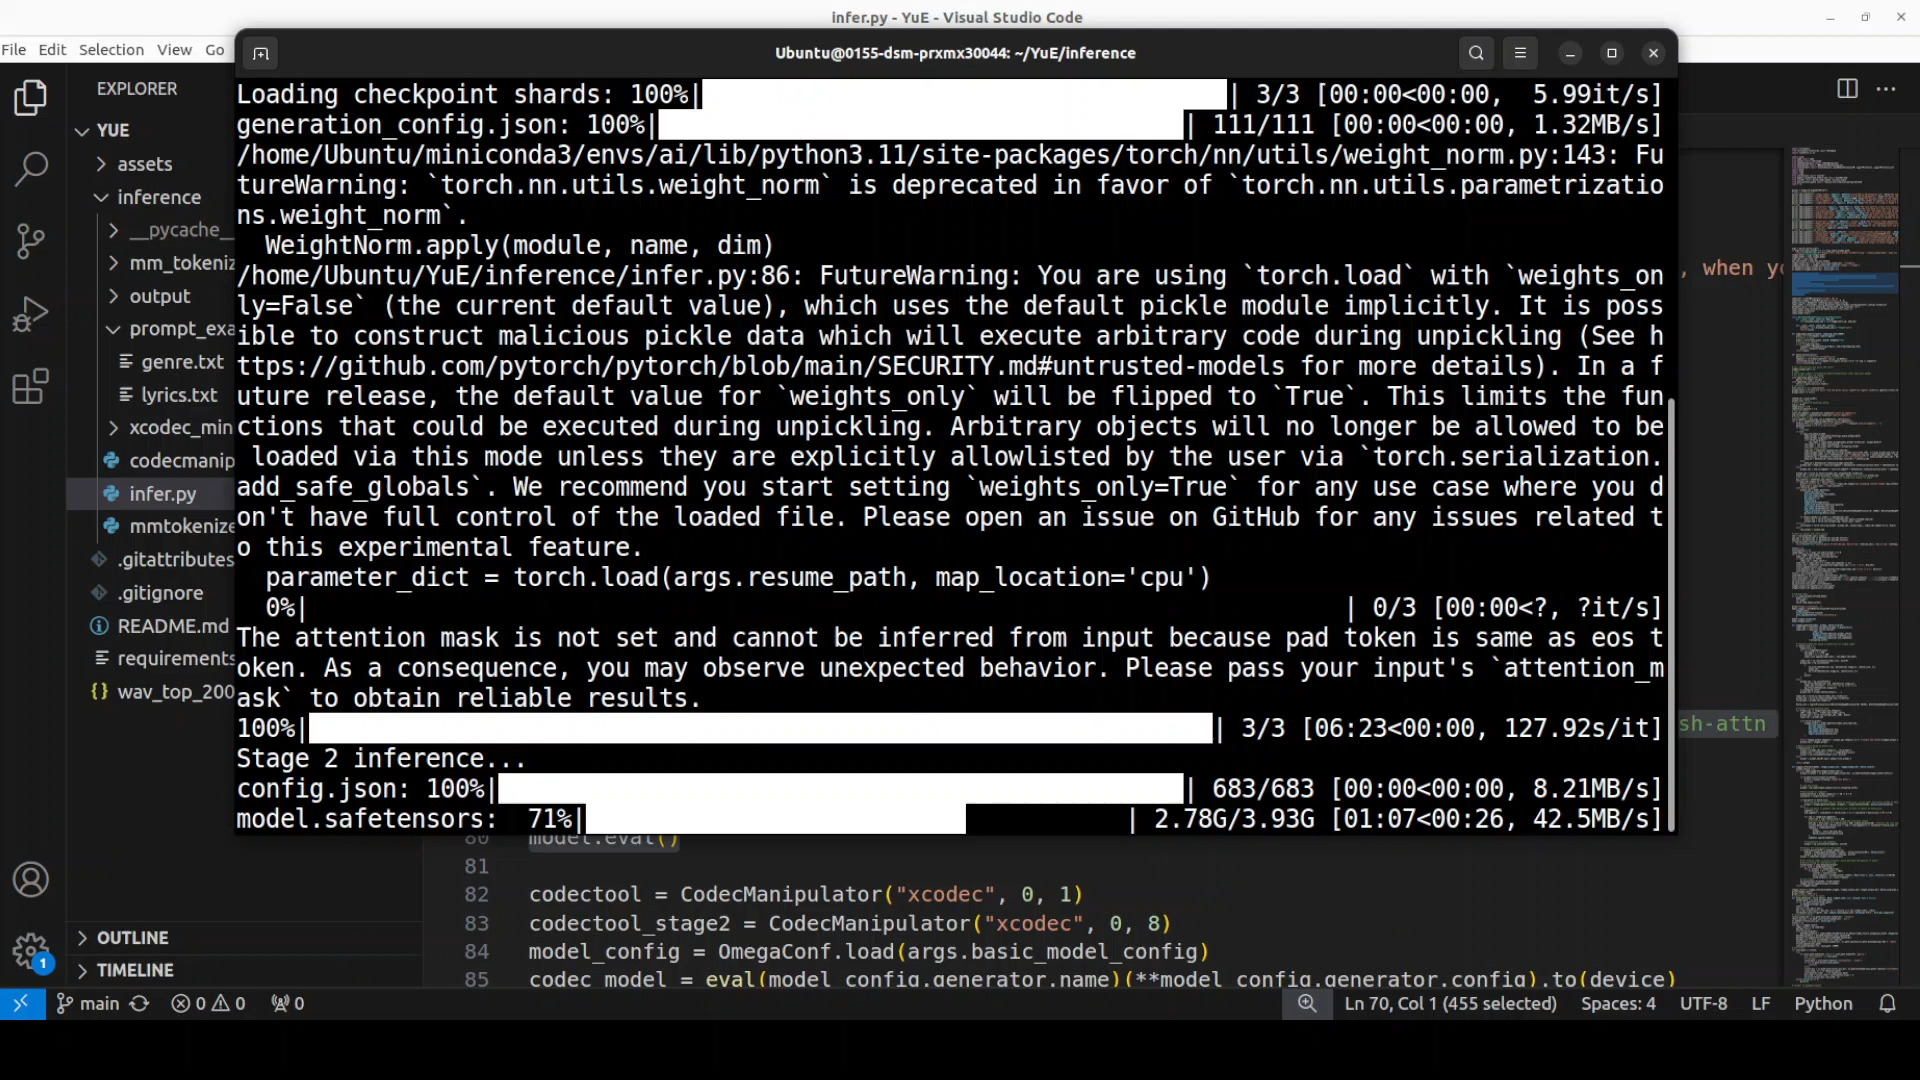 infer.py - YuE - Visual Studio Code
File Edit Selection View Go
Ubuntu@0155-dsm-prxmx30044: ~/YuE/inference
EXPLORER
YUE
assets
inference
__pycache_
mm_tokeniz
output
prompt_exa
genre.txt
lyrics.txt
xcodec_min
codecmanip
infer.py
mmtokenize
.gitattributes
.gitignore
README.md
requirements
wav_top_200
OUTLINE
TIMELINE
Loading checkpoint shards: 100%| | 3/3 [00:00<00:00,  5.99it/s]
generation_config.json: 100%| | 111/111 [00:00<00:00, 1.32MB/s]
/home/Ubuntu/miniconda3/envs/ai/lib/python3.11/site-packages/torch/nn/utils/weight_norm.py:143: Fu
tureWarning: `torch.nn.utils.weight_norm` is deprecated in favor of `torch.nn.utils.parametrizatio
ns.weight_norm`.
  WeightNorm.apply(module, name, dim)
/home/Ubuntu/YuE/inference/infer.py:86: FutureWarning: You are using `torch.load` with `weights_on
ly=False` (the current default value), which uses the default pickle module implicitly. It is poss
ible to construct malicious pickle data which will execute arbitrary code during unpickling (See h
ttps://github.com/pytorch/pytorch/blob/main/SECURITY.md#untrusted-models for more details). In a f
uture release, the default value for `weights_only` will be flipped to `True`. This limits the fun
ctions that could be executed during unpickling. Arbitrary objects will no longer be allowed to be
 loaded via this mode unless they are explicitly allowlisted by the user via `torch.serialization.
add_safe_globals`. We recommend you start setting `weights_only=True` for any use case where you d
on't have full control of the loaded file. Please open an issue on GitHub for any issues related t
o this experimental feature.
  parameter_dict = torch.load(args.resume_path, map_location='cpu')
  0%| | 0/3 [00:00<?, ?it/s]
The attention mask is not set and cannot be inferred from input because pad token is same as eos t
oken. As a consequence, you may observe unexpected behavior. Please pass your input's `attention_m
ask` to obtain reliable results.
100%| | 3/3 [06:23<00:00, 127.92s/it]
Stage 2 inference...
config.json: 100%| | 683/683 [00:00<00:00, 8.21MB/s]
model.safetensors:  71%| | 2.78G/3.93G [01:07<00:26, 42.5MB/s]
, when yo
sh-attn
80 model.eval()
81
82 codectool = CodecManipulator("xcodec", 0, 1)
83 codectool_stage2 = CodecManipulator("xcodec", 0, 8)
84 model_config = OmegaConf.load(args.basic_model_config)
85 codec_model = eval(model_config.generator.name)(**model_config.generator.config).to(device)
1
main 0 0 0 Ln 70, Col 1 (455 selected) Spaces: 4 UTF-8 LF Python